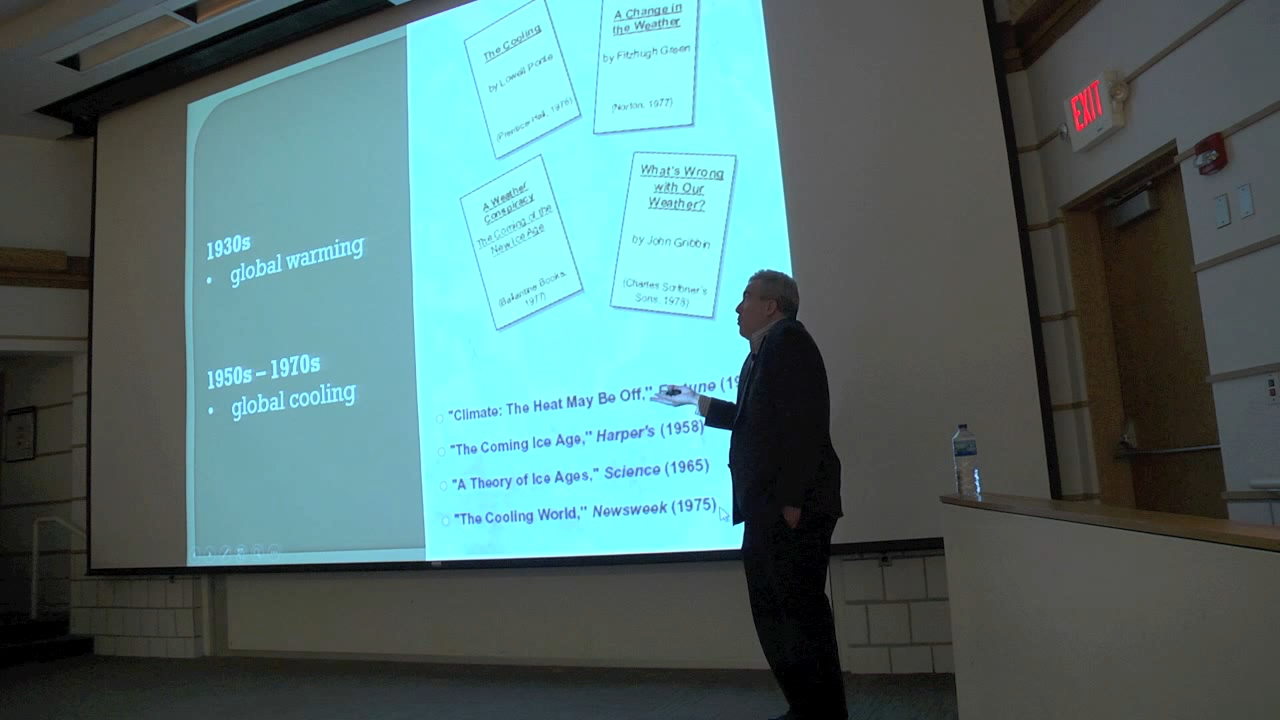 The Cooling
by Lowell Ponte
(Prentice Hall, 1976)
A Change in
the Weather
by Fitzhugh Green
(Norton, 1977)
A Weather
Conspiracy
The Coming of the
New Ice Age
(Ballantine Books,
1977)
What's Wrong
with Our
Weather?
by John Gribbin
(Charles Scribner's
Sons, 1978)
1930s
• global warming
1950s – 1970s
• global cooling
"Climate: The Heat May Be Off,"
"The Coming Ice Age," Harper's (1958)
"A Theory of Ice Ages," Science (1965)
"The Cooling World," Newsweek (1975)
EXIT